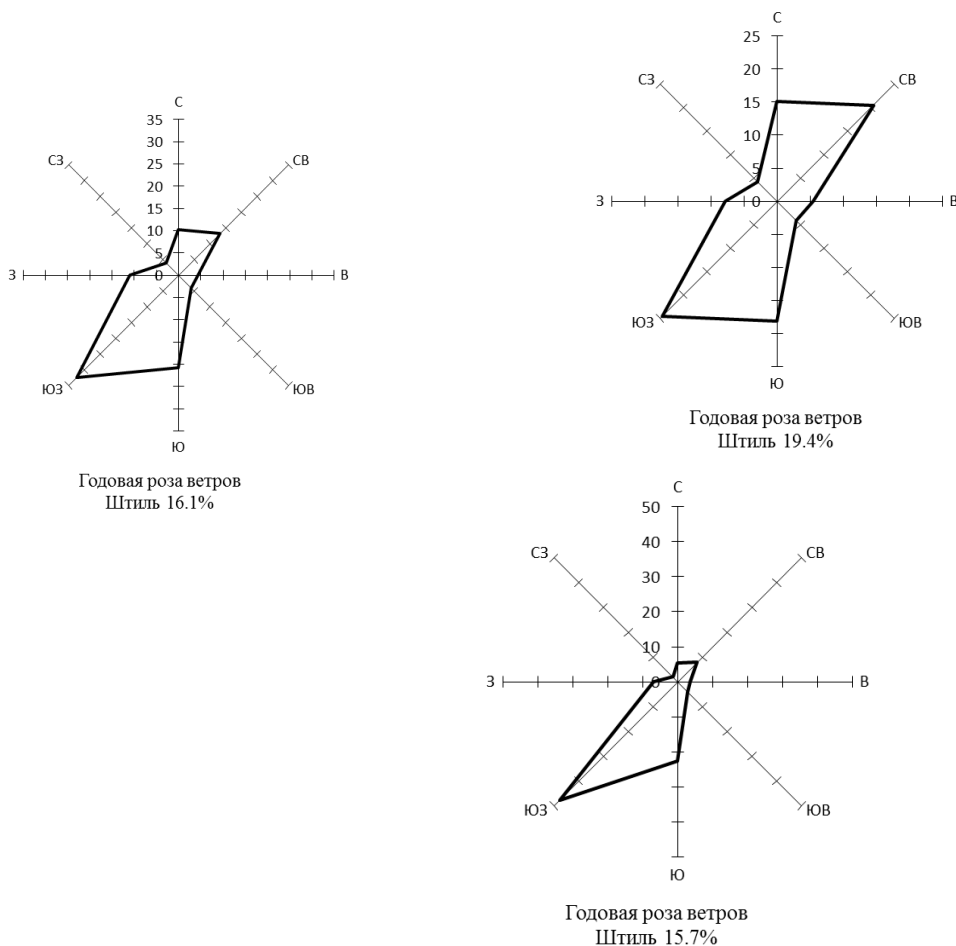 С
35
30
25
20
15
10
5
0
СЗ
СВ
З
В
ЮЗ
ЮВ
Ю
Годовая роза ветров
Штиль 16.1%
С
25
20
15
10
5
0
СЗ
СВ
З
В
ЮЗ
ЮВ
Ю
Годовая роза ветров
Штиль 19.4%
С
50
40
30
20
10
0
СЗ
СВ
З
В
ЮЗ
ЮВ
Ю
Годовая роза ветров
Штиль 15.7%